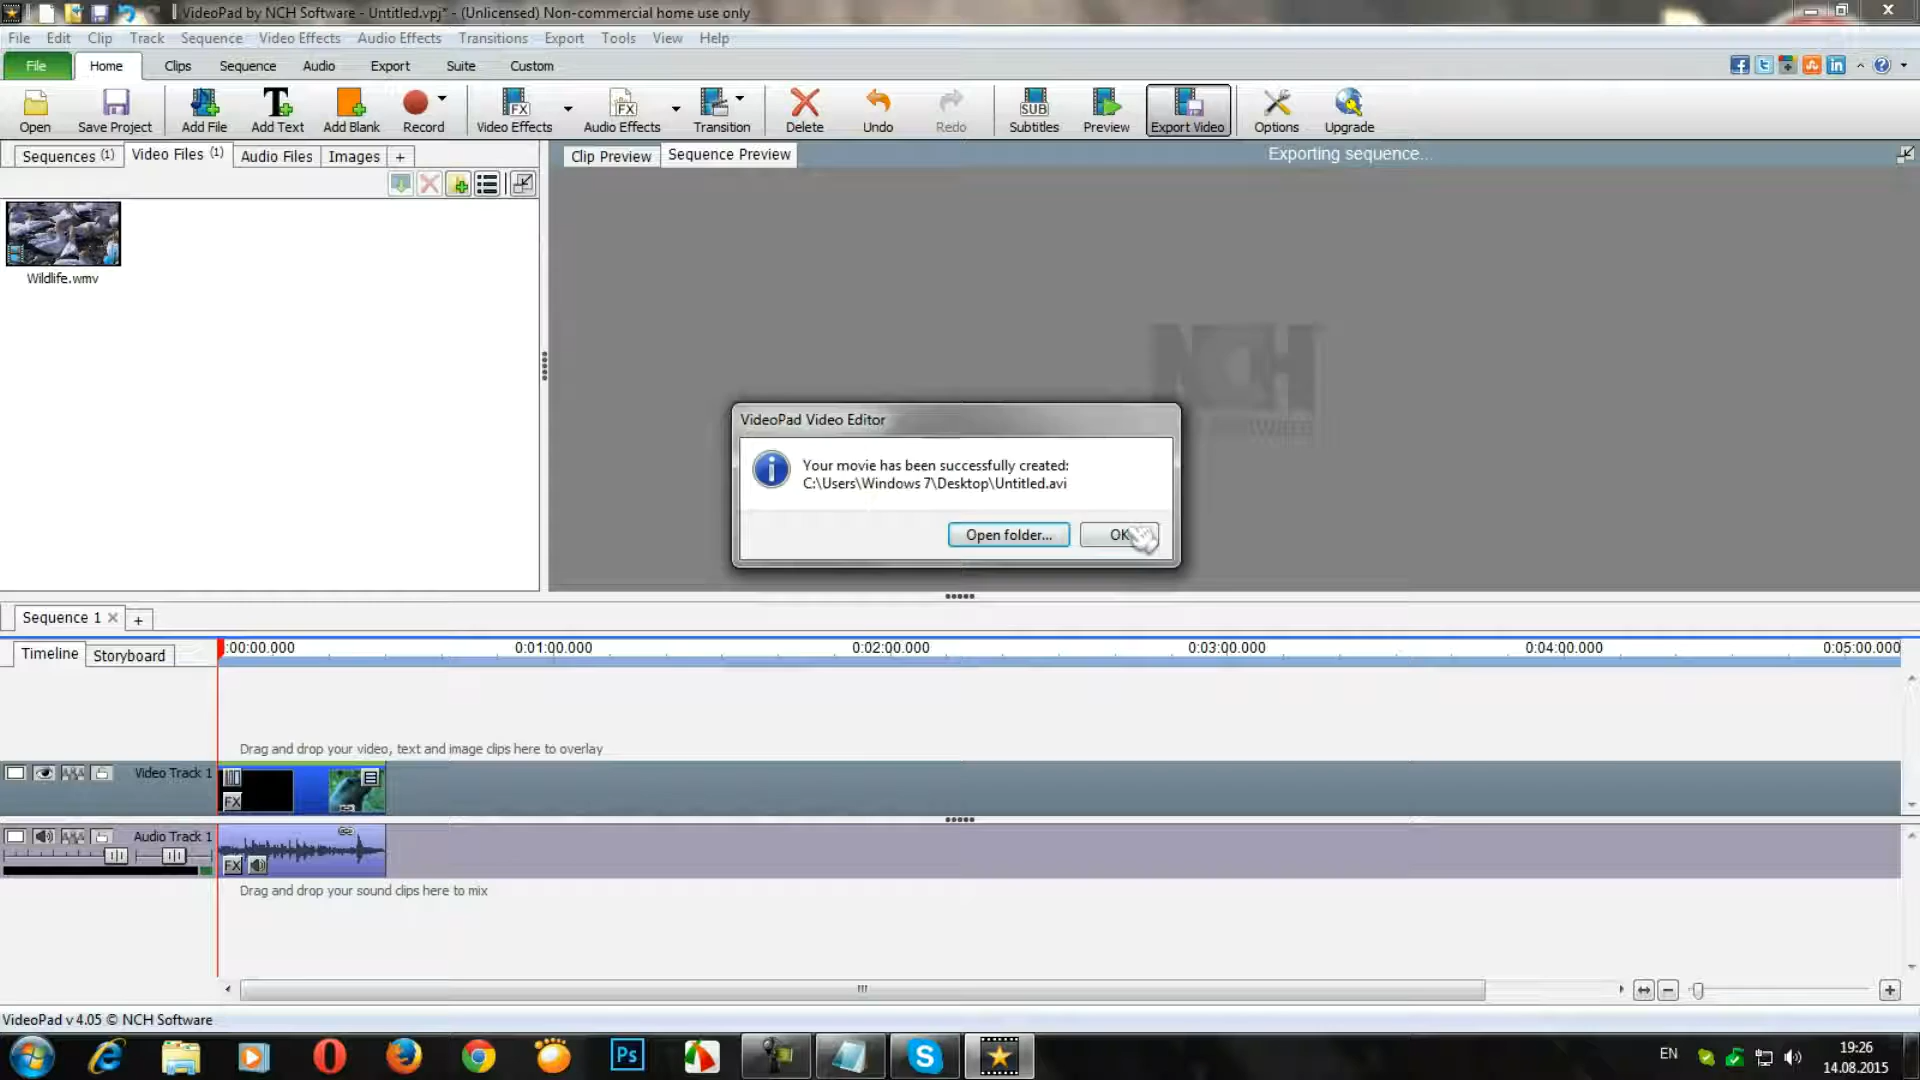 VideoPad by NCH Software - Untitled.vpj* - (Unlicensed) Non-commercial home use only
File Edit Clip Track Sequence Video Effects Audio Effects Transitions Export Tools View Help
File Home Clips Sequence Audio Export Suite Custom
Open Save Project Add File Add Text Add Blank Record Video Effects Audio Effects Transition Delete Undo Redo Subtitles Preview Export Video Options Upgrade
Sequences (1) Video Files (1) Audio Files Images +
Clip Preview Sequence Preview Exporting sequence...
Wildlife.wmv
NCH
VideoPad Video Editor
Your movie has been successfully created:
C:\Users\Windows 7\Desktop\Untitled.avi
Open folder... OK
Sequence 1 +
Timeline Storyboard
:00:00.000 0:01:00.000 0:02:00.000 0:03:00.000 0:04:00.000 0:05:00.000
Drag and drop your video, text and image clips here to overlay
Video Track 1
FX
Audio Track 1
FX
Drag and drop your sound clips here to mix
VideoPad v 4.05 © NCH Software
Ps
EN
19:26
14.08.2015